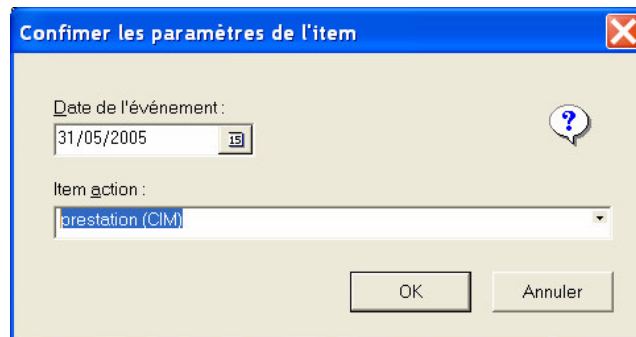 Confimer les paramètres de l'item
Date de l'événement :
31/05/2005
15
Item action :
prestation (CIM)
OK
Annuler